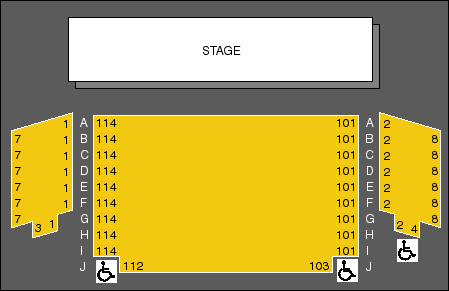 STAGE
1 A 114 101 A 2
7 1 B 114 101 B 2 8
7 1 C 114 101 C 2 8
7 1 D 114 101 D 2 8
7 1 E 114 101 E 2 8
7 1 F 114 101 F 2 8
7 G 114 101 G 8
3 1 H 114 101 H 2 4
I 114 101 I
J 112 103 J